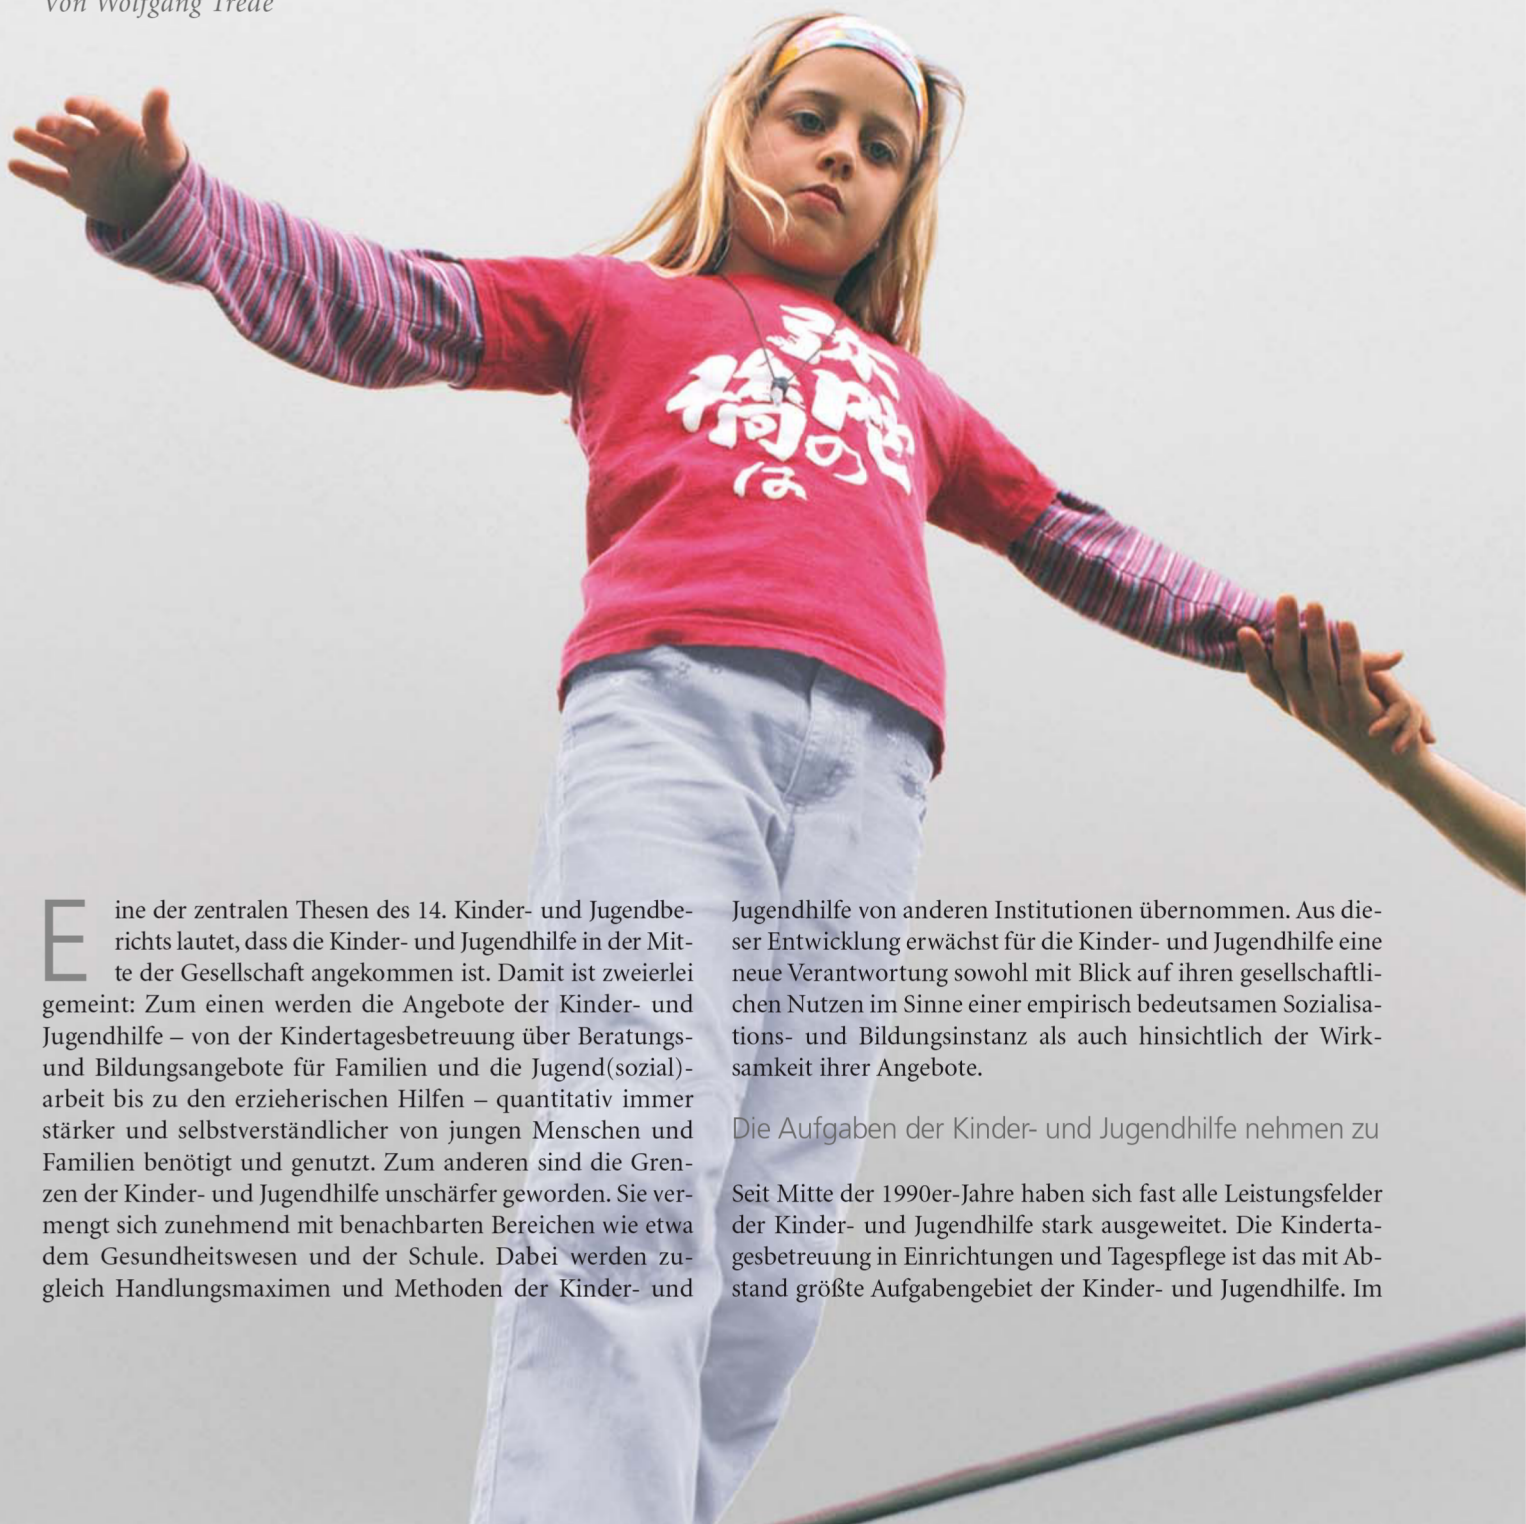 Von Wolfgang Trede
弥
陀の
橋
は
Eine der zentralen Thesen des 14. Kinder- und Jugendbe-
richts lautet, dass die Kinder- und Jugendhilfe in der Mit-
te der Gesellschaft angekommen ist. Damit ist zweierlei
gemeint: Zum einen werden die Angebote der Kinder- und
Jugendhilfe – von der Kindertagesbetreuung über Beratungs-
und Bildungsangebote für Familien und die Jugend(sozial)-
arbeit bis zu den erzieherischen Hilfen – quantitativ immer
stärker und selbstverständlicher von jungen Menschen und
Familien benötigt und genutzt. Zum anderen sind die Gren-
zen der Kinder- und Jugendhilfe unschärfer geworden. Sie ver-
mengt sich zunehmend mit benachbarten Bereichen wie etwa
dem Gesundheitswesen und der Schule. Dabei werden zu-
gleich Handlungsmaximen und Methoden der Kinder- und
Jugendhilfe von anderen Institutionen übernommen. Aus die-
ser Entwicklung erwächst für die Kinder- und Jugendhilfe eine
neue Verantwortung sowohl mit Blick auf ihren gesellschaftli-
chen Nutzen im Sinne einer empirisch bedeutsamen Sozialisa-
tions- und Bildungsinstanz als auch hinsichtlich der Wirk-
samkeit ihrer Angebote.
Die Aufgaben der Kinder- und Jugendhilfe nehmen zu
Seit Mitte der 1990er-Jahre haben sich fast alle Leistungsfelder
der Kinder- und Jugendhilfe stark ausgeweitet. Die Kinderta-
gesbetreuung in Einrichtungen und Tagespflege ist das mit Ab-
stand größte Aufgabengebiet der Kinder- und Jugendhilfe. Im